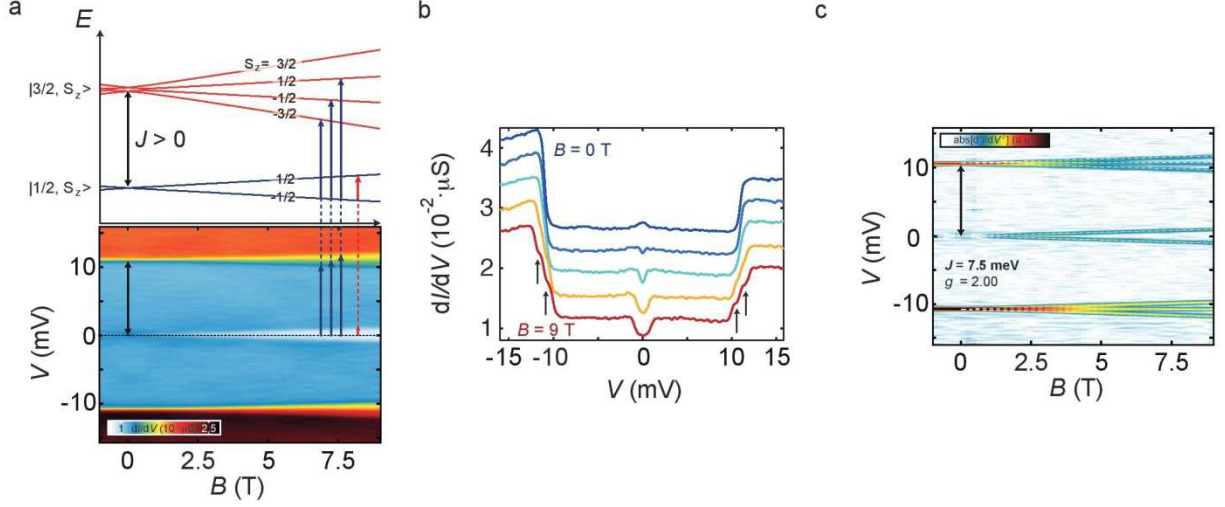 a
E
|3/2, S_z>
S_z= 3/2
1/2
-1/2
-3/2
J > 0
|1/2, S_z>
1/2
-1/2
10
0
-10
V (mV)
1 dI/dV (10 µS) 2,5
0
2.5
5
7.5
B (T)
b
4
3
2
1
dI/dV (10⁻²·µS)
B = 0 T
B = 9 T
-15
-10
0
10
15
V (mV)
c
10
0
-10
V (mV)
J = 7.5 meV
g = 2.00
0
2.5
5
7.5
B (T)